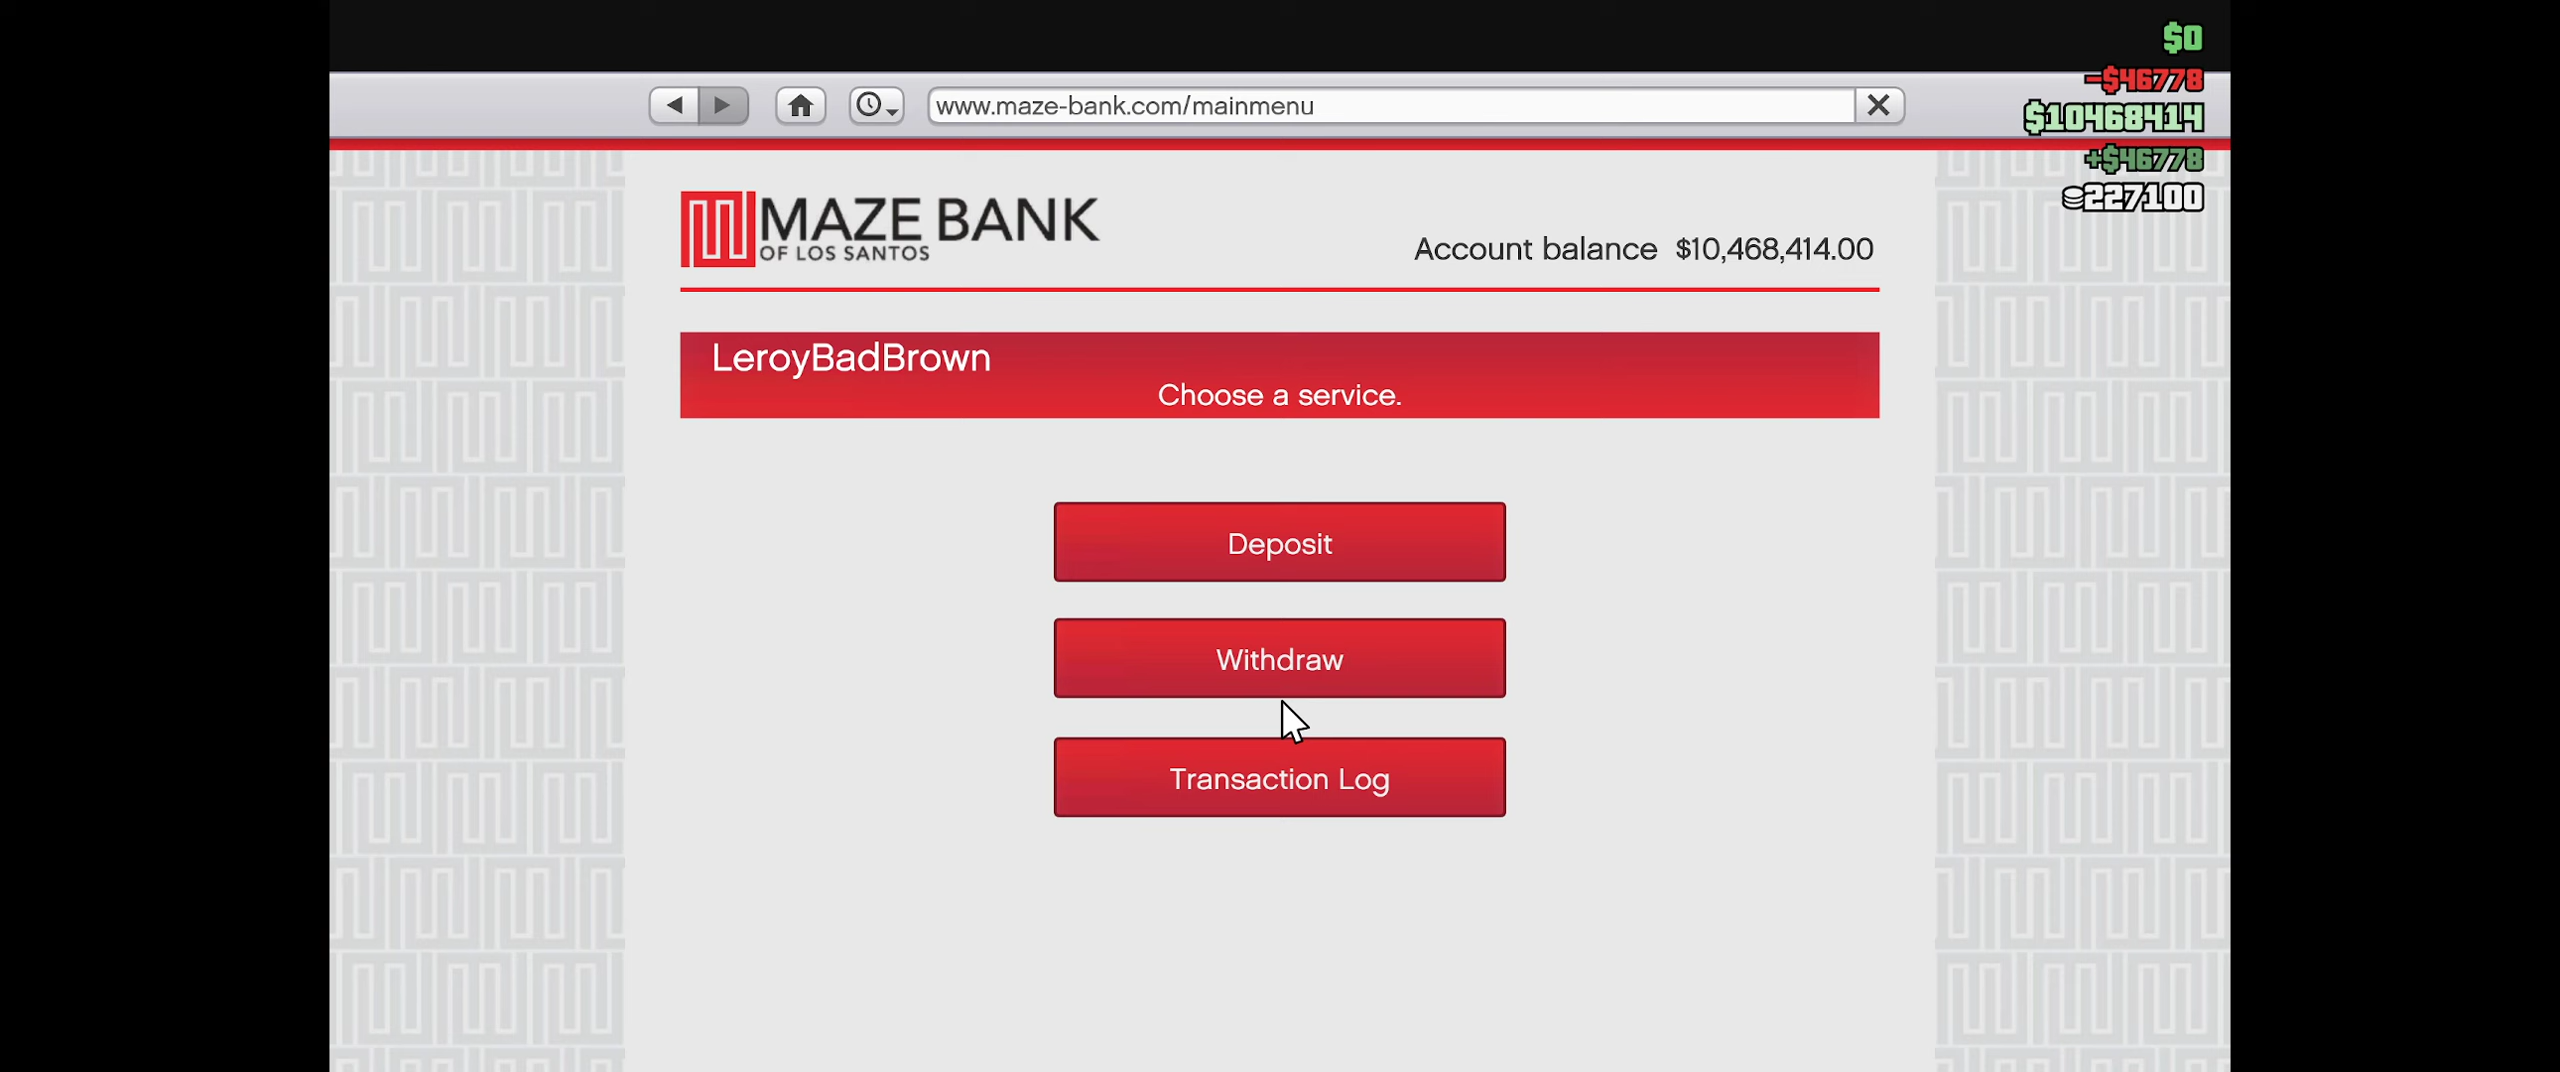 $0
-$46778
www.maze-bank.com/mainmenu
$10468414
+$46778
227100
MAZE BANK
OF LOS SANTOS
Account balance $10,468,414.00
LeroyBadBrown
Choose a service.
Deposit
Withdraw
Transaction Log